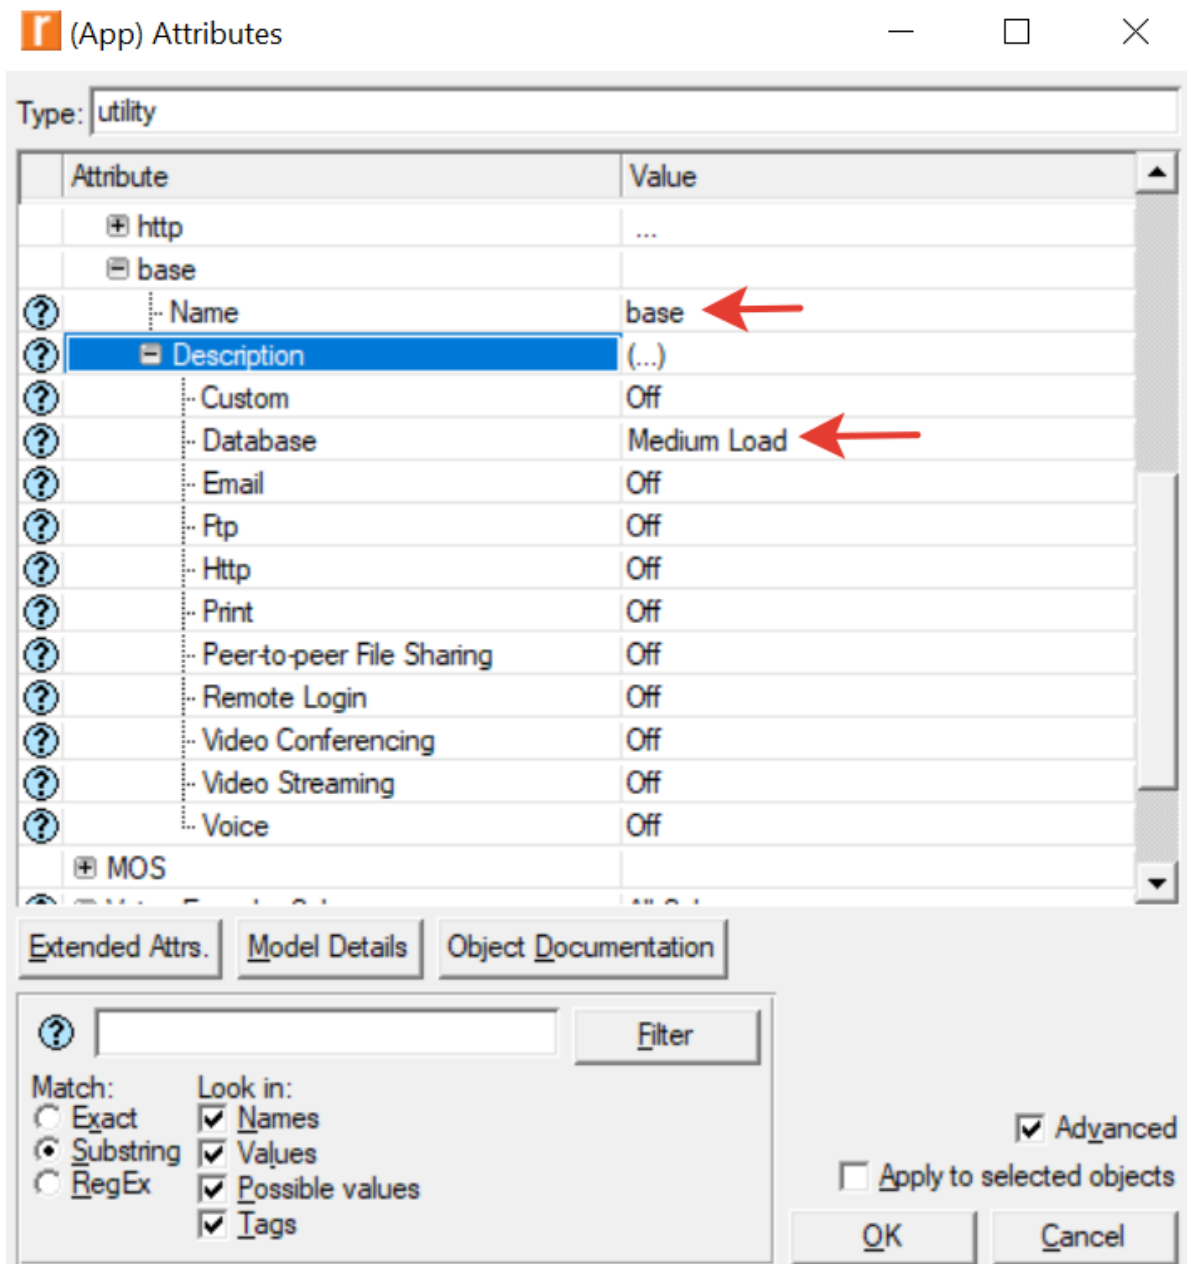 r (App) Attributes
Type: utility
Attribute Value
http ...
base
Name base
Description (...)
Custom Off
Database Medium Load
Email Off
Ftp Off
Http Off
Print Off
Peer-to-peer File Sharing Off
Remote Login Off
Video Conferencing Off
Video Streaming Off
Voice Off
MOS
Extended Attrs. Model Details Object Documentation
Filter
Match: Look in:
Exact Names
Substring Values
RegEx Possible values
Tags
Advanced
Apply to selected objects
OK Cancel